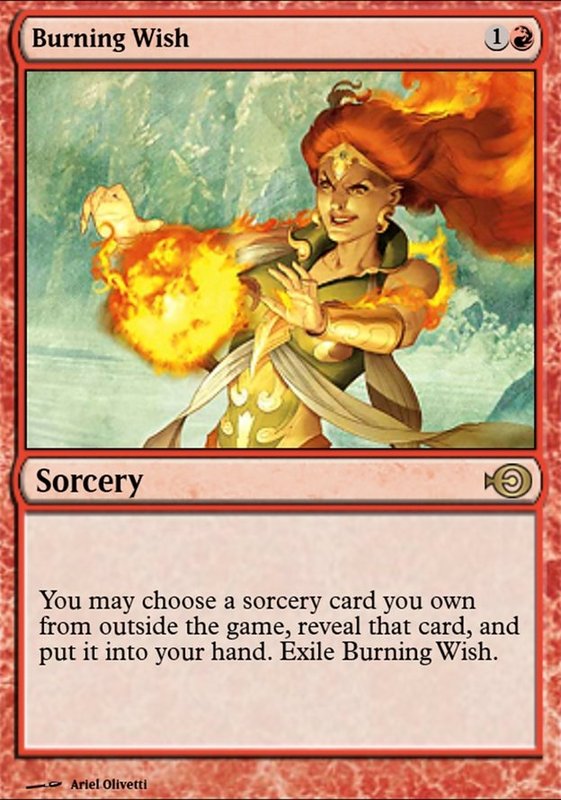 Burning Wish 1
Sorcery
You may choose a sorcery card you own
from outside the game, reveal that card, and
put it into your hand. Exile Burning Wish.
Ariel Olivetti